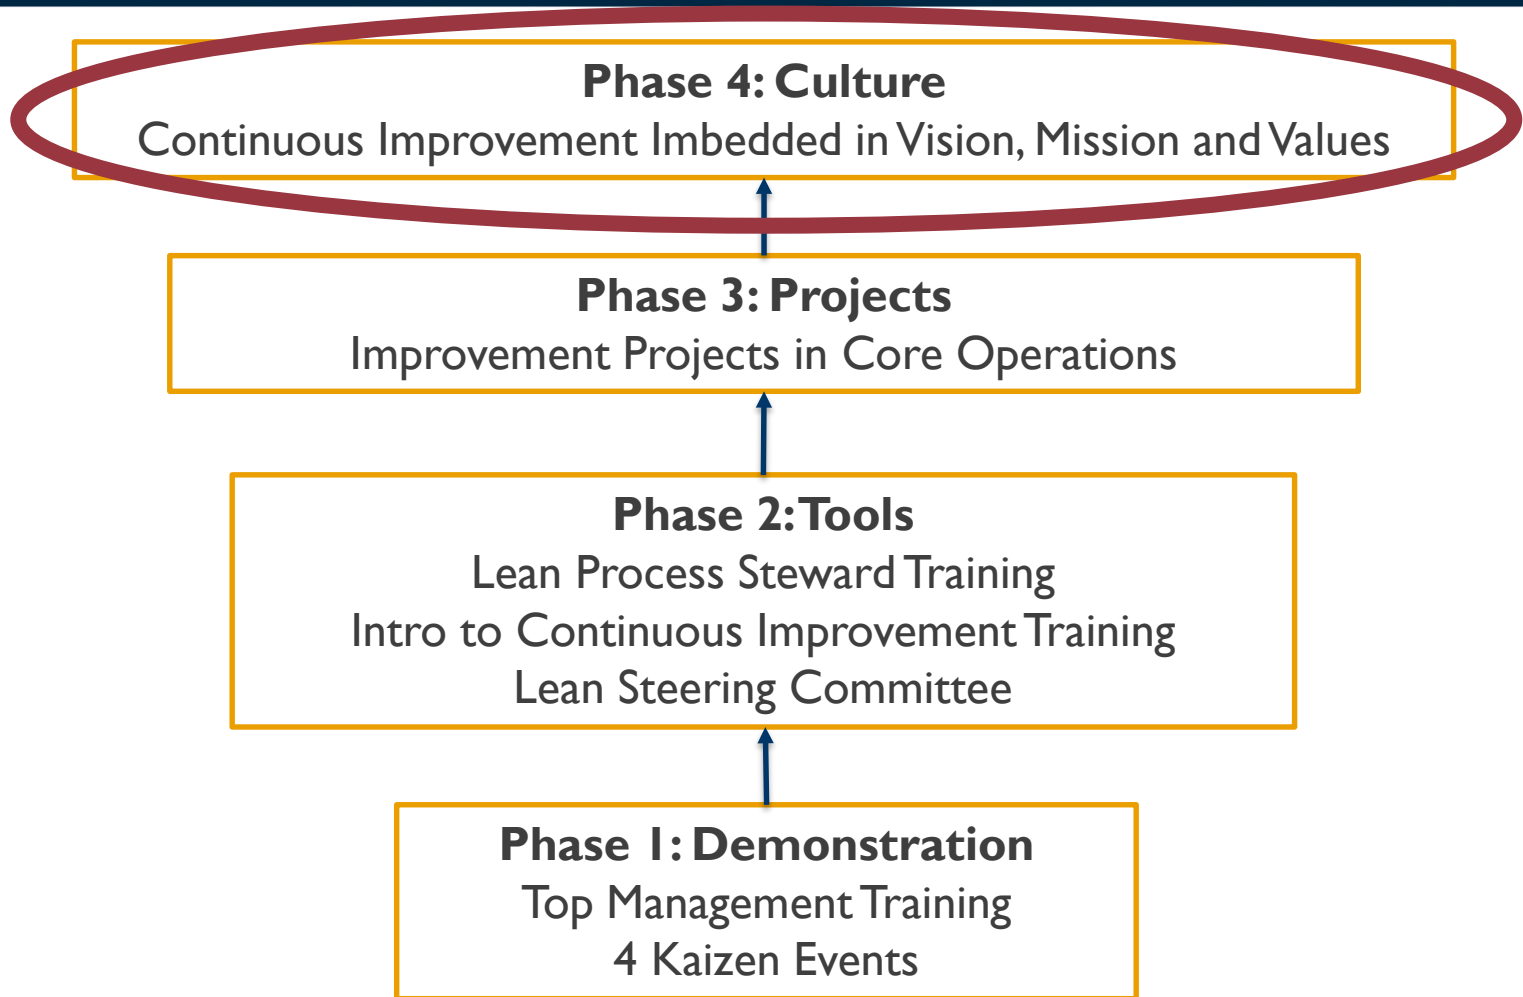 Phase 4: Culture
Continuous Improvement Imbedded in Vision, Mission and Values
Phase 3: Projects
Improvement Projects in Core Operations
Phase 2: Tools
Lean Process Steward Training
Intro to Continuous Improvement Training
Lean Steering Committee
Phase 1: Demonstration
Top Management Training
4 Kaizen Events